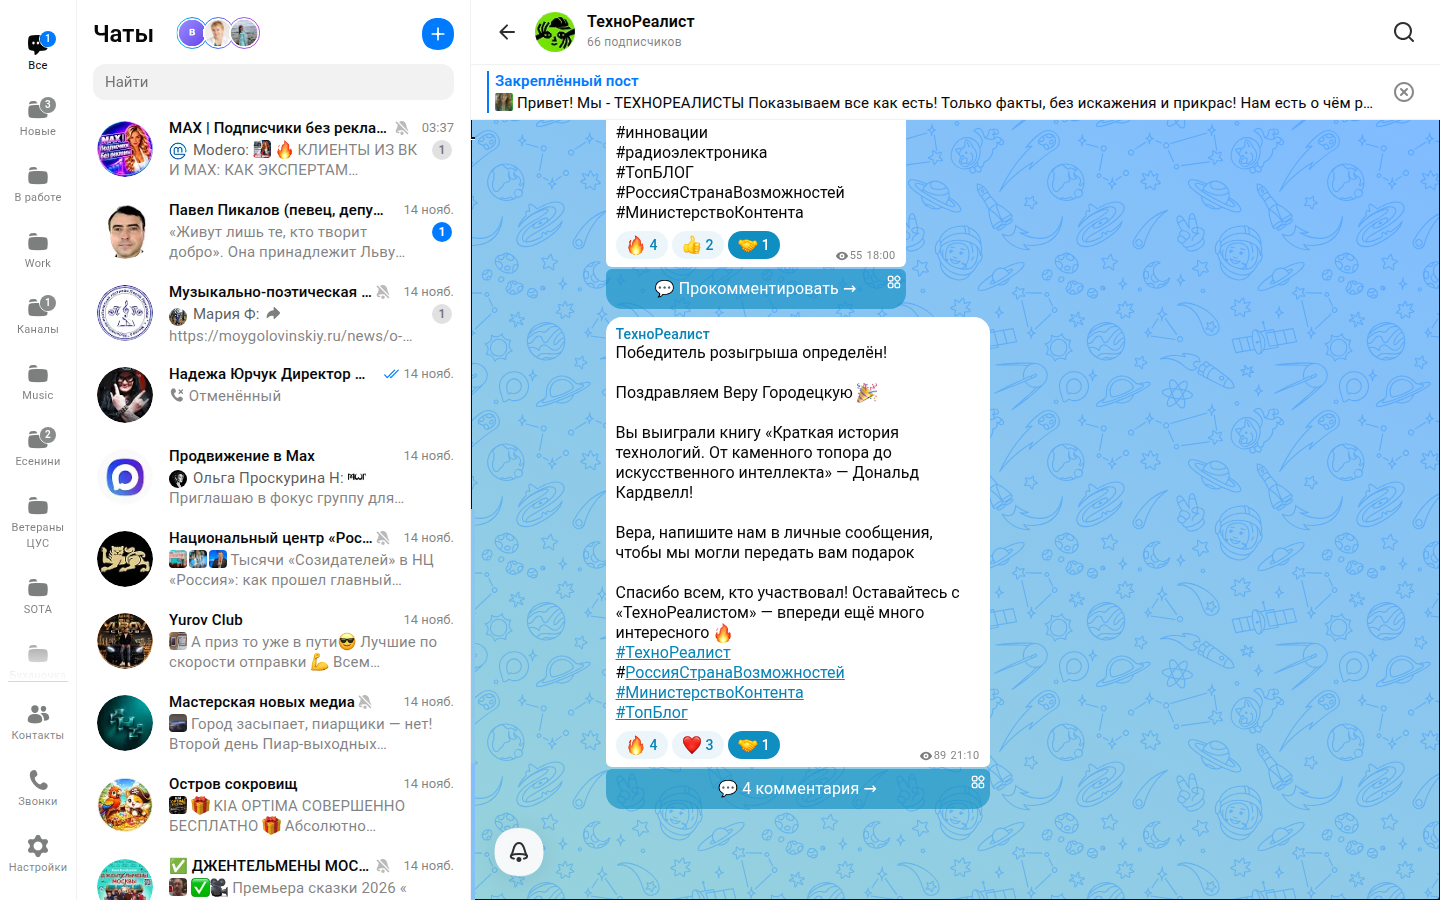 1
Все
3
Новые
В работе
Work
1
Каналы
Music
2
Есенини
Ветераны
ЦУС
SOTA
Контакты
Звонки
Настройки
Чаты
В
Найти
MAX | Подписчики без рекла... 03:37
Modero: КЛИЕНТЫ ИЗ ВК 1
И MAX: КАК ЭКСПЕРТАМ...
Павел Пикалов (певец, депу... 14 нояб.
«Живут лишь те, кто творит 1
добро». Она принадлежит Льву...
Музыкально-поэтическая ... 14 нояб.
Мария Ф: 1
https://moygolovinskiy.ru/news/o-...
Надежа Юрчук Директор ... 14 нояб.
Отменённый
Продвижение в Max 14 нояб.
Ольга Проскурина Н:
Приглашаю в фокус группу для...
Национальный центр «Рос... 14 нояб.
Тысячи «Созидателей» в НЦ
«Россия»: как прошел главный...
Yurov Club 14 нояб.
А приз то уже в пути😎 Лучшие по
скорости отправки 💪 Всем...
Мастерская новых медиа 14 нояб.
Город засыпает, пиарщики — нет!
Второй день Пиар-выходных...
Остров сокровищ 14 нояб.
🎁 KIA OPTIMA СОВЕРШЕННО
БЕСПЛАТНО 🎁 Абсолютно...
✅ ДЖЕНТЕЛЬМЕНЫ МОС... 14 нояб.
✅🎥 Премьера сказки 2026 «
ТехноРеалист
66 подписчиков
Закреплённый пост
Привет! Мы - ТЕХНОРЕАЛИСТЫ Показываем все как есть! Только факты, без искажения и прикрас! Нам есть о чём р...
#инновации
#радиоэлектроника
#ТопБЛОГ
#РоссияСтранаВозможностей
#МинистерствоКонтента
🔥 4 👍 2 🤝 1
55 18:00
💬 Прокомментировать →
ТехноРеалист
Победитель розыгрыша определён!
Поздравляем Веру Городецкую 🎉
Вы выиграли книгу «Краткая история
технологий. От каменного топора до
искусственного интеллекта» — Дональд
Кардвелл!
Вера, напишите нам в личные сообщения,
чтобы мы могли передать вам подарок
Спасибо всем, кто участвовал! Оставайтесь с
«ТехноРеалистом» — впереди ещё много
интересного 🔥
#ТехноРеалист
#РоссияСтранаВозможностей
#МинистерствоКонтента
#ТопБлог
🔥 4 ❤️ 3 🤝 1
89 21:10
💬 4 комментария →